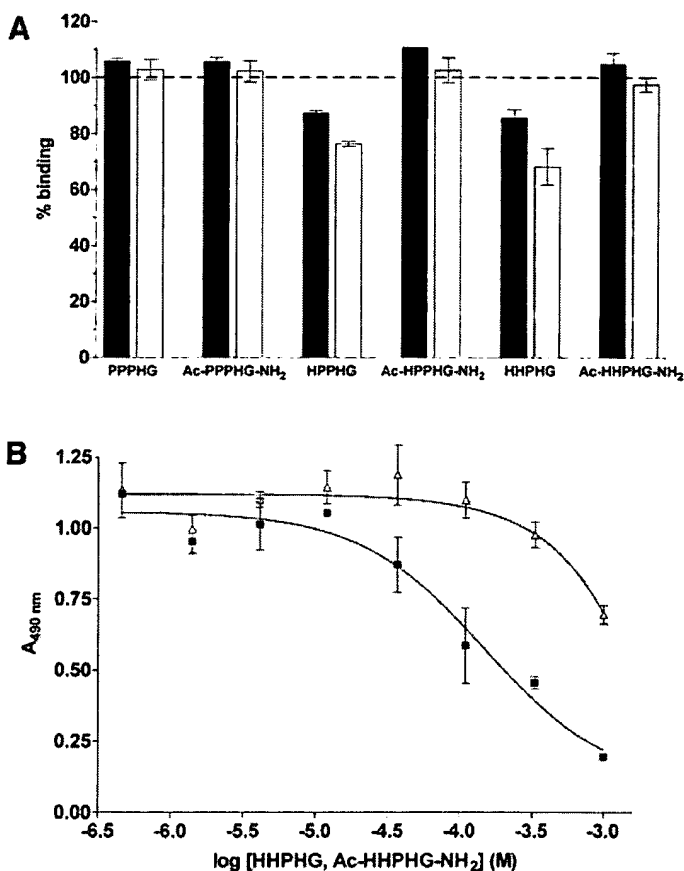 A
120
100
80
60
40
20
0
% binding
PPPHG Ac-PPPHG-NH₂ HPPHG Ac-HPPHG-NH₂ HHPHG Ac-HHPHG-NH₂
B
1.25
1.00
0.75
0.50
0.25
0.00
A490 nm
-6.5 -6.0 -5.5 -5.0 -4.5 -4.0 -3.5 -3.0
log [HHPHG, Ac-HHPHG-NH₂] (M)